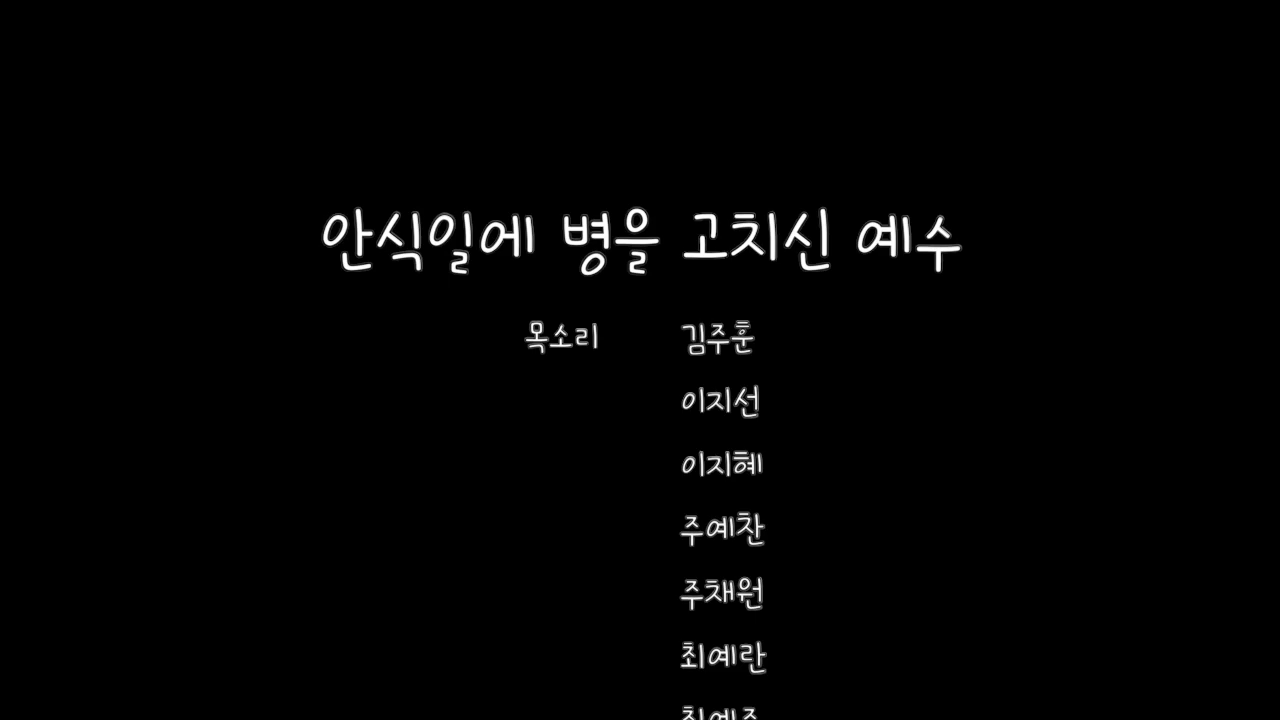 안식일에 병을 고치신 예수
목소리 김주훈
이지선
이지혜
주예찬
주채원
최예란